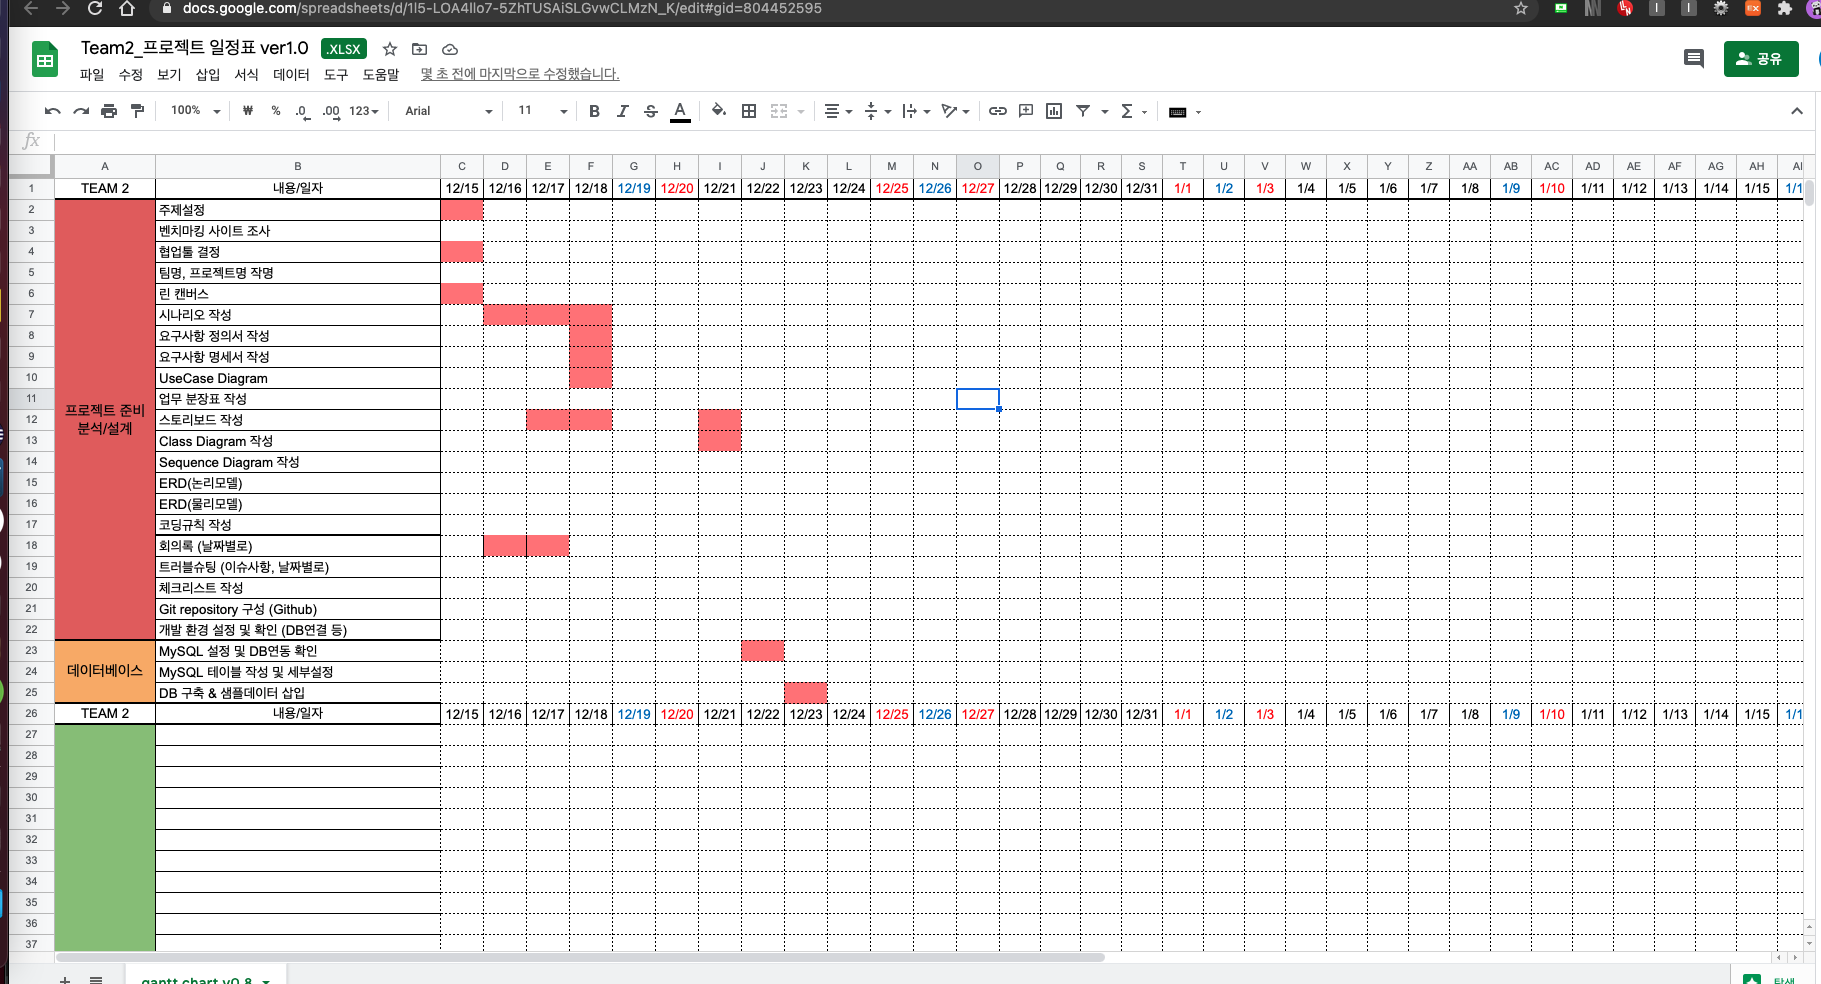 docs.google.com/spreadsheets/d/1I5-LOA4Ilo7-5ZhTUSAiSLGvwCLMzN_K/edit#gid=804452595
Team2_프로젝트 일정표 ver1.0 .XLSX
공유
파일 수정 보기 삽입 서식 데이터 도구 도움말 몇 초 전에 마지막으로 수정했습니다.
100% ₩ % .0 .00 123 Arial 11 B I S A
fx
A B C D E F G H I J K L M N O P Q R S T U V W X Y Z AA AB AC AD AE AF AG AH AI
1 TEAM 2 내용/일자 12/15 12/16 12/17 12/18 12/19 12/20 12/21 12/22 12/23 12/24 12/25 12/26 12/27 12/28 12/29 12/30 12/31 1/1 1/2 1/3 1/4 1/5 1/6 1/7 1/8 1/9 1/10 1/11 1/12 1/13 1/14 1/15 1/1
2 주제설정
3 벤치마킹 사이트 조사
4 협업툴 결정
5 팀명, 프로젝트명 작명
6 린 캔버스
7 시나리오 작성
8 요구사항 정의서 작성
9 요구사항 명세서 작성
10 UseCase Diagram
11 업무 분장표 작성
프로젝트 준비
분석/설계
12 스토리보드 작성
13 Class Diagram 작성
14 Sequence Diagram 작성
15 ERD(논리모델)
16 ERD(물리모델)
17 코딩규칙 작성
18 회의록 (날짜별로)
19 트러블슈팅 (이슈사항, 날짜별로)
20 체크리스트 작성
21 Git repository 구성 (Github)
22 개발 환경 설정 및 확인 (DB연결 등)
23 MySQL 설정 및 DB연동 확인
24 데이터베이스 MySQL 테이블 작성 및 세부설정
25 DB 구축 & 샘플데이터 삽입
26 TEAM 2 내용/일자 12/15 12/16 12/17 12/18 12/19 12/20 12/21 12/22 12/23 12/24 12/25 12/26 12/27 12/28 12/29 12/30 12/31 1/1 1/2 1/3 1/4 1/5 1/6 1/7 1/8 1/9 1/10 1/11 1/12 1/13 1/14 1/15 1/1
27
28
29
30
31
32
33
34
35
36
37
gantt chart v0.8
탐색